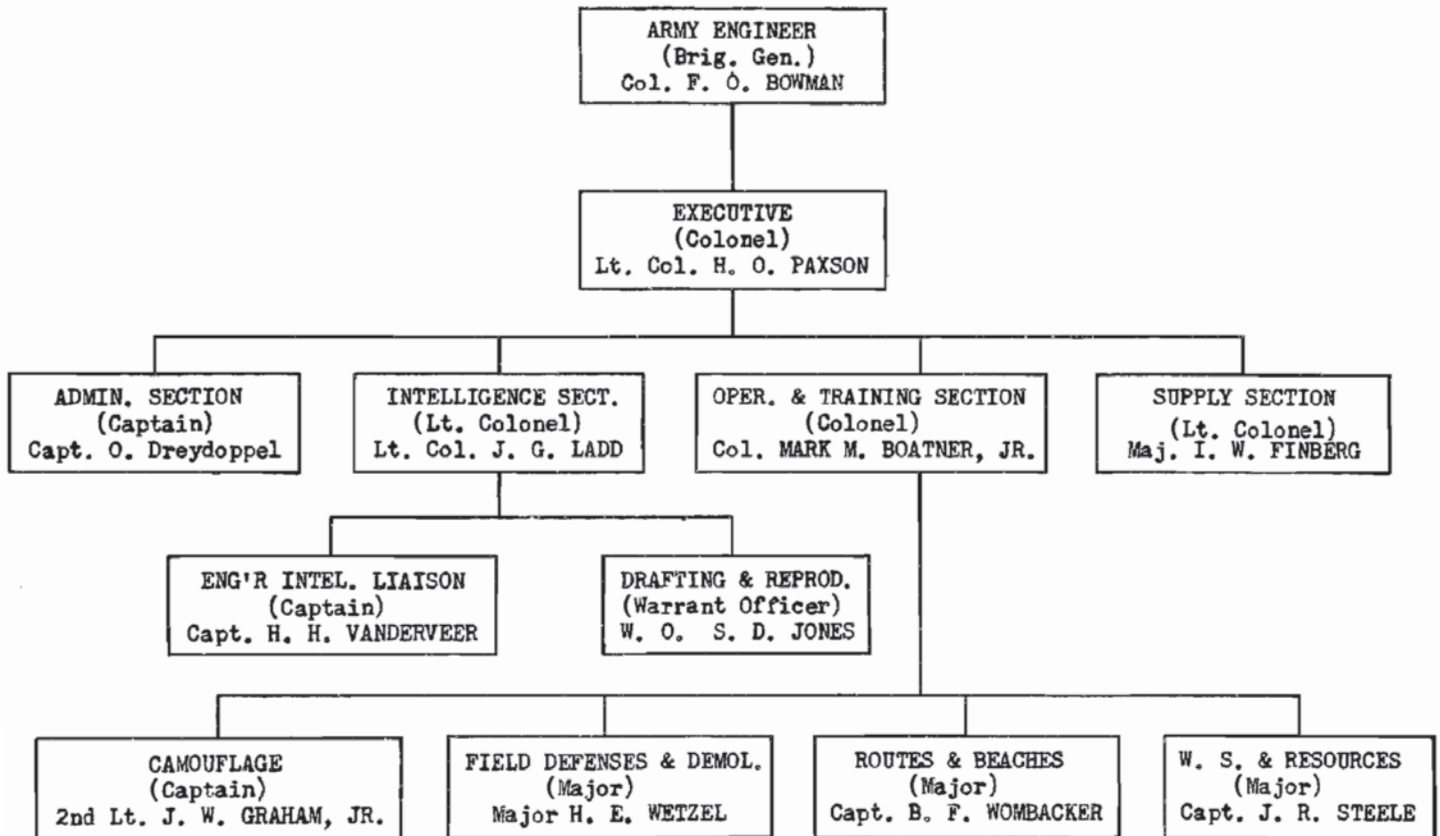 ARMY ENGINEER
(Brig. Gen.)
Col. F. O. BOWMAN
EXECUTIVE
(Colonel)
Lt. Col. H. O. PAXSON
ADMIN. SECTION
(Captain)
Capt. O. Dreydoppel
INTELLIGENCE SECT.
(Lt. Colonel)
Lt. Col. J. G. LADD
OPER. & TRAINING SECTION
(Colonel)
Col. MARK M. BOATNER, JR.
SUPPLY SECTION
(Lt. Colonel)
Maj. I. W. FINBERG
ENG'R INTEL. LIAISON
(Captain)
Capt. H. H. VANDERVEER
DRAFTING & REPROD.
(Warrant Officer)
W. O. S. D. JONES
CAMOUFLAGE
(Captain)
2nd Lt. J. W. GRAHAM, JR.
FIELD DEFENSES & DEMOL.
(Major)
Major H. E. WETZEL
ROUTES & BEACHES
(Major)
Capt. B. F. WOMBACKER
W. S. & RESOURCES
(Major)
Capt. J. R. STEELE